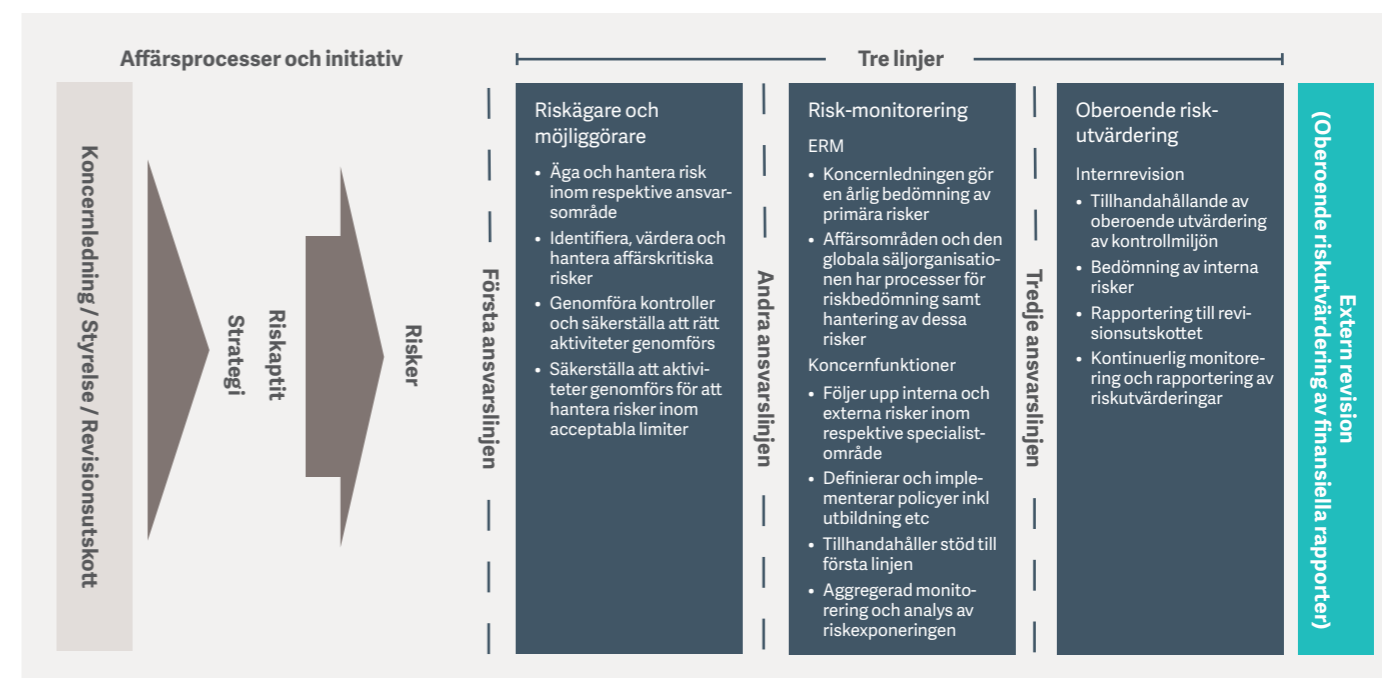 Affärsprocesser och initiativ
Tre linjer
Koncernledning / Styrelse / Revisionsutskott
Strategi
Riskaptit
Risker
Första ansvarslinjen
Riskägare och
möjliggörare
• Äga och hantera risk
inom respektive ansvar-
sområde
• Identifiera, värdera och
hantera affärskritiska
risker
• Genomföra kontroller
och säkerställa att rätt
aktiviteter genomförs
• Säkerställa att aktivi-
teter genomförs för att
hantera risker inom
acceptabla limiter
Andra ansvarslinjen
Risk-monitorering
ERM
• Koncernledningen gör
en årlig bedömning av
primära risker
• Affärsområden och den
globala säljorganisatio-
nen har processer för
riskbedömning samt
hantering av dessa
risker
Koncernfunktioner
• Följer upp interna och
externa risker inom
respektive specialist-
område
• Definierar och imple-
menterar policyer inkl
utbildning etc
• Tillhandahåller stöd till
första linjen
• Aggregerad monito-
rering och analys av
riskexponeringen
Tredje ansvarslinjen
Oberoende risk-
utvärdering
Internrevision
• Tillhandahållande av
oberoende utvärdering
av kontrollmiljön
• Bedömning av interna
risker
• Rapportering till revi-
sionsutskottet
• Kontinuerlig monitore-
ring och rapportering av
riskutvärderingar
Extern revision
(Oberoende riskutvärdering av finansiella rapporter)